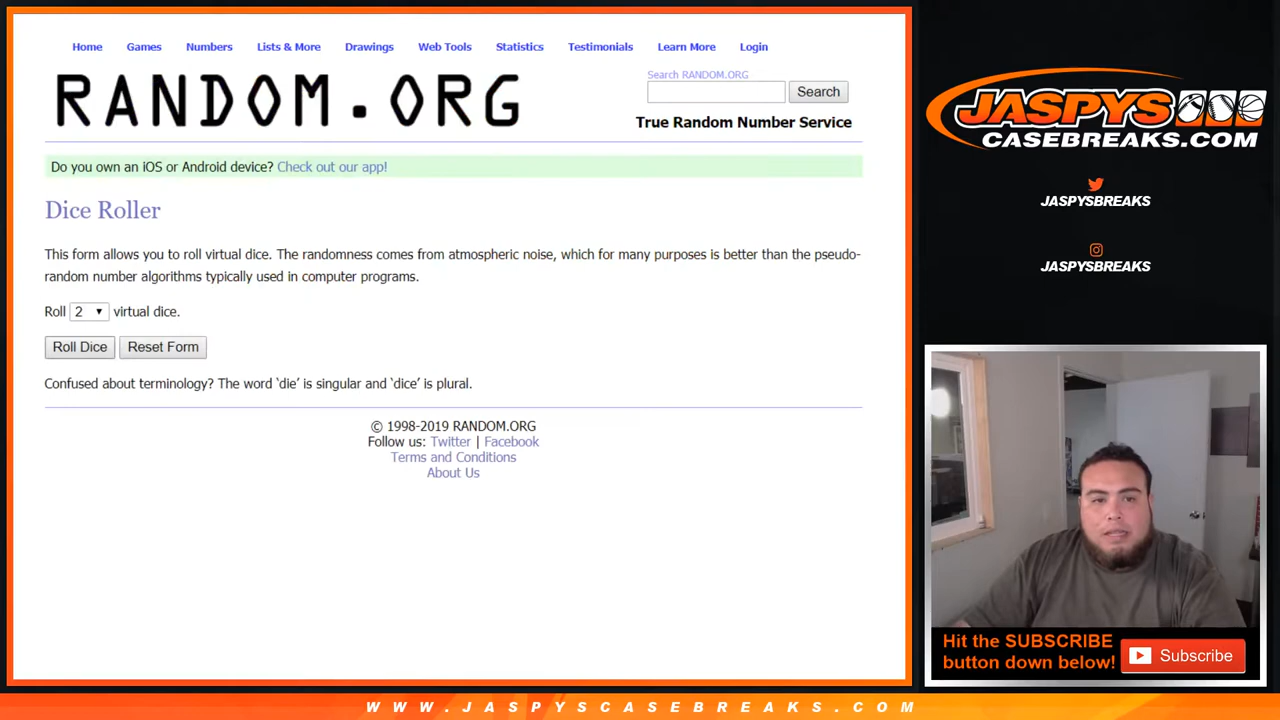 Home Games Numbers Lists & More Drawings Web Tools Statistics Testimonials Learn More Login
RANDOM.ORG
Search RANDOM.ORG
Search
True Random Number Service
Do you own an iOS or Android device? Check out our app!
Dice Roller
This form allows you to roll virtual dice. The randomness comes from atmospheric noise, which for many purposes is better than the pseudo-
random number algorithms typically used in computer programs.
Roll 2 virtual dice.
Roll Dice Reset Form
Confused about terminology? The word ‘die’ is singular and ‘dice’ is plural.
© 1998-2019 RANDOM.ORG
Follow us: Twitter | Facebook
Terms and Conditions
About Us
JASPYS
CASEBREAKS.COM
JASPYSBREAKS
JASPYSBREAKS
Hit the SUBSCRIBE
button down below!
Subscribe
WWW.JASPYSCASEBREAKS.COM